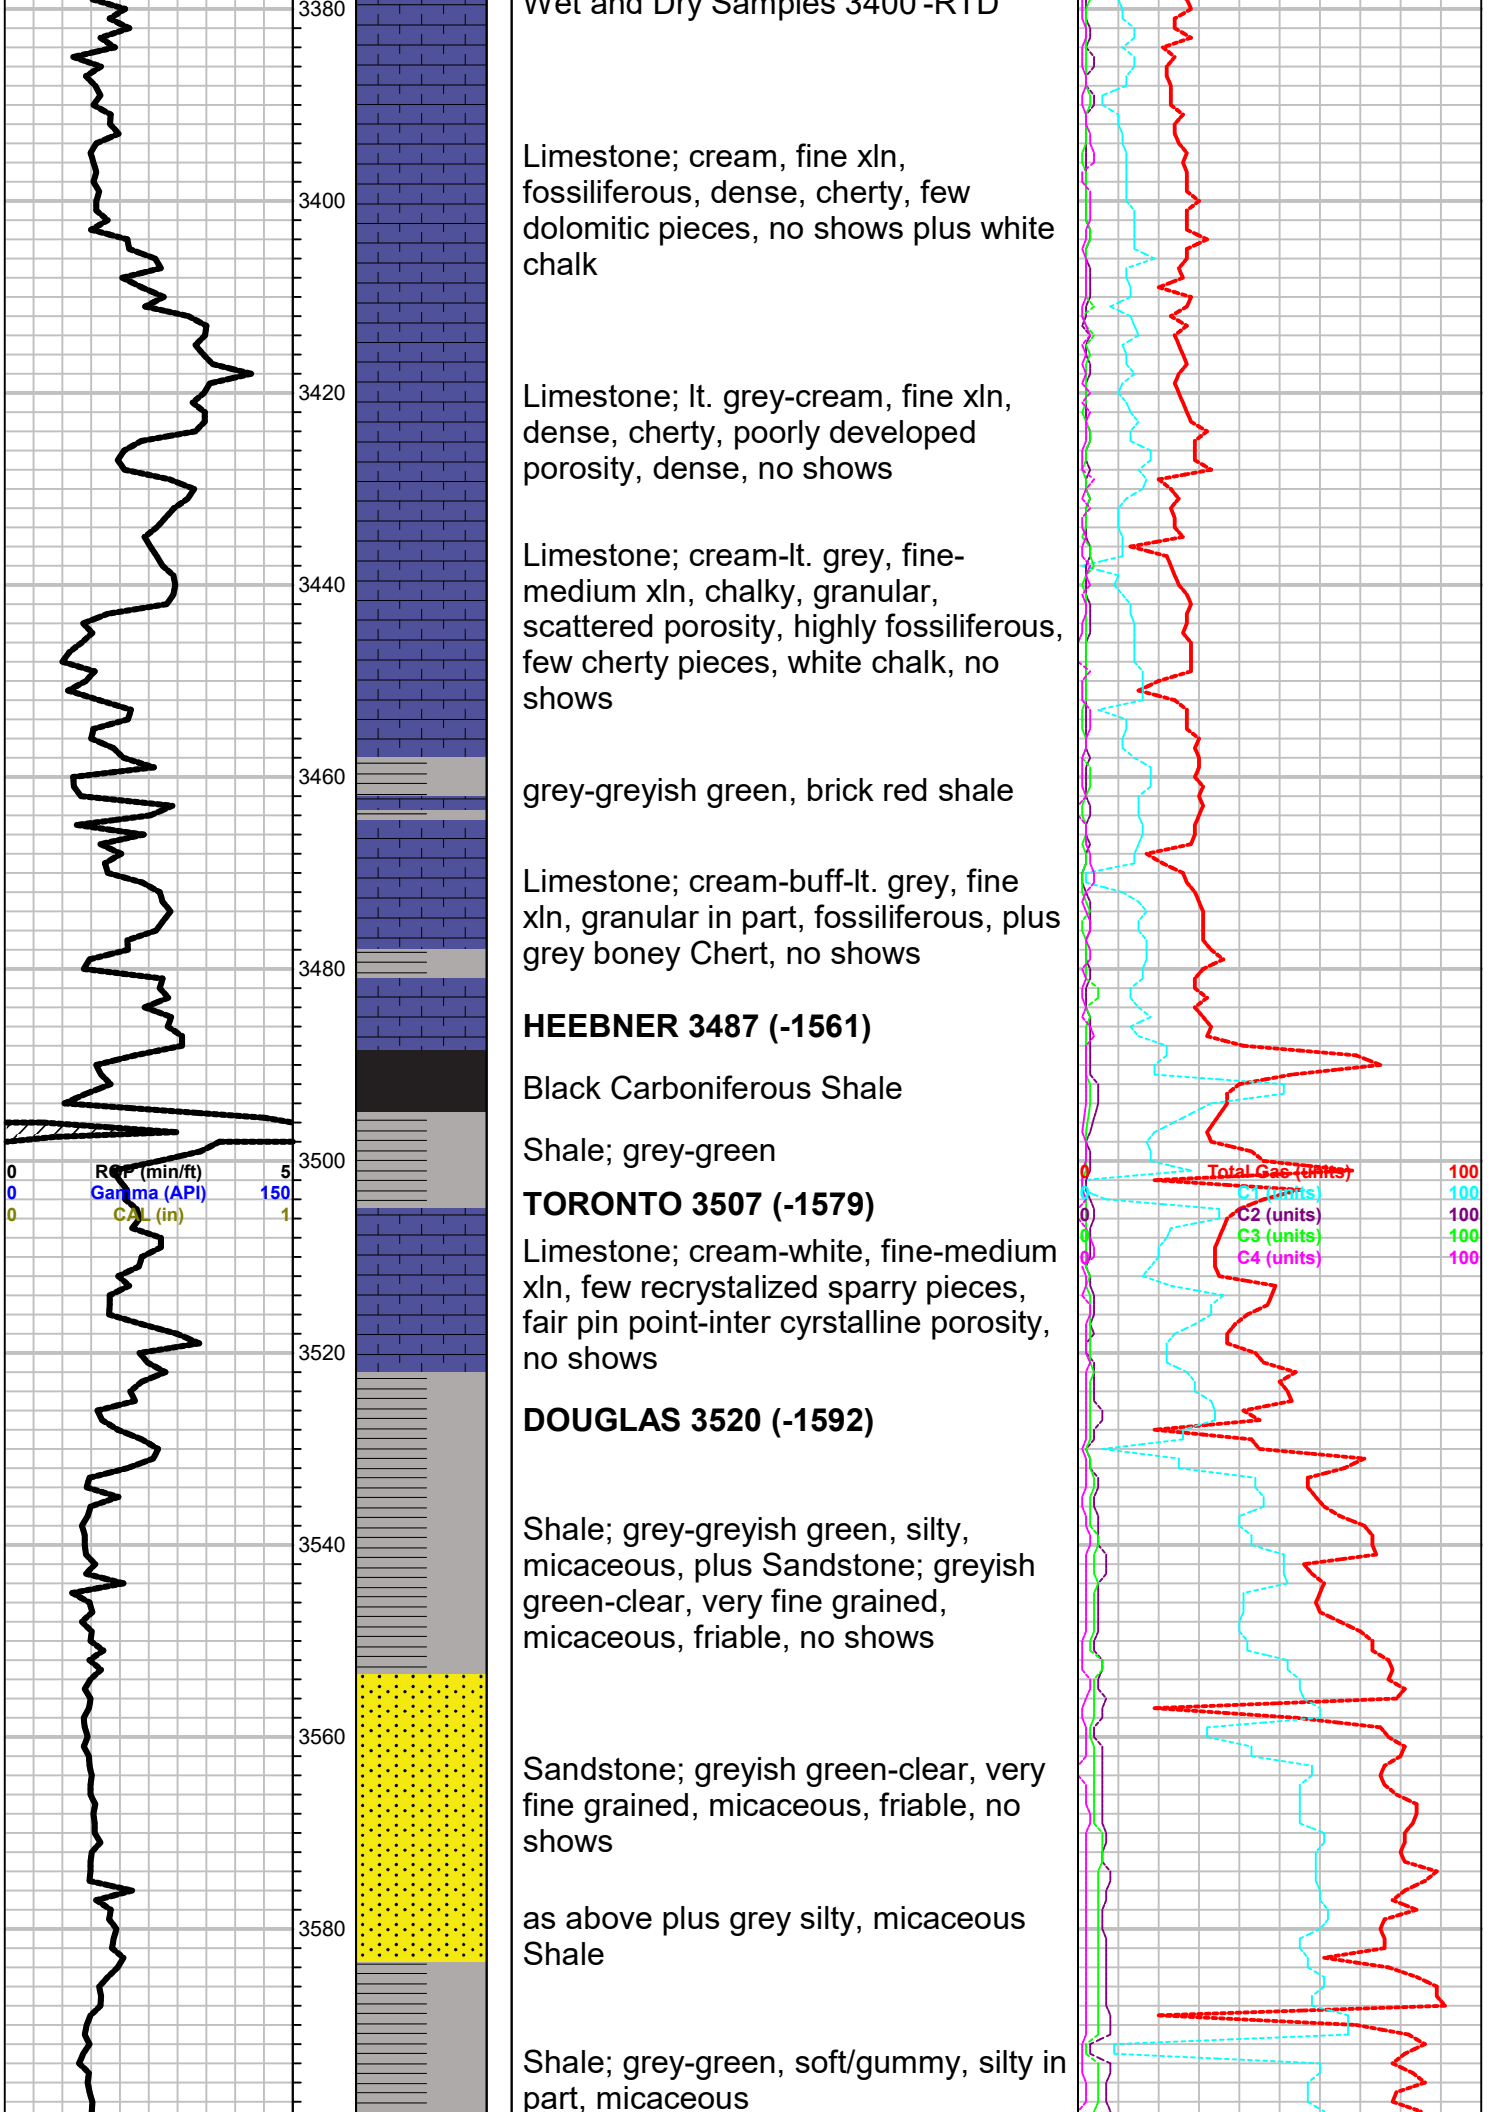 3380
Wet and Dry Samples 3400'-RTD
Limestone; cream, fine xln,
fossiliferous, dense, cherty, few
dolomitic pieces, no shows plus white
chalk
3400
Limestone; lt. grey-cream, fine xln,
dense, cherty, poorly developed
porosity, dense, no shows
3420
Limestone; cream-lt. grey, fine-
medium xln, chalky, granular,
scattered porosity, highly fossiliferous,
few cherty pieces, white chalk, no
shows
3440
3460
grey-greyish green, brick red shale
Limestone; cream-buff-lt. grey, fine
xln, granular in part, fossiliferous, plus
grey boney Chert, no shows
3480
HEEBNER 3487 (-1561)
Black Carboniferous Shale
Shale; grey-green
3500
0 ROP (min/ft) 5
0 Gamma (API) 150
0 CAL (in) 1
0 Total Gas (units) 100
0 C1 (units) 100
0 C2 (units) 100
0 C3 (units) 100
0 C4 (units) 100
TORONTO 3507 (-1579)
Limestone; cream-white, fine-medium
xln, few recrystalized sparry pieces,
fair pin point-inter cyrstalline porosity,
no shows
3520
DOUGLAS 3520 (-1592)
Shale; grey-greyish green, silty,
micaceous, plus Sandstone; greyish
green-clear, very fine grained,
micaceous, friable, no shows
3540
3560
Sandstone; greyish green-clear, very
fine grained, micaceous, friable, no
shows
as above plus grey silty, micaceous
Shale
3580
Shale; grey-green, soft/gummy, silty in
part, micaceous